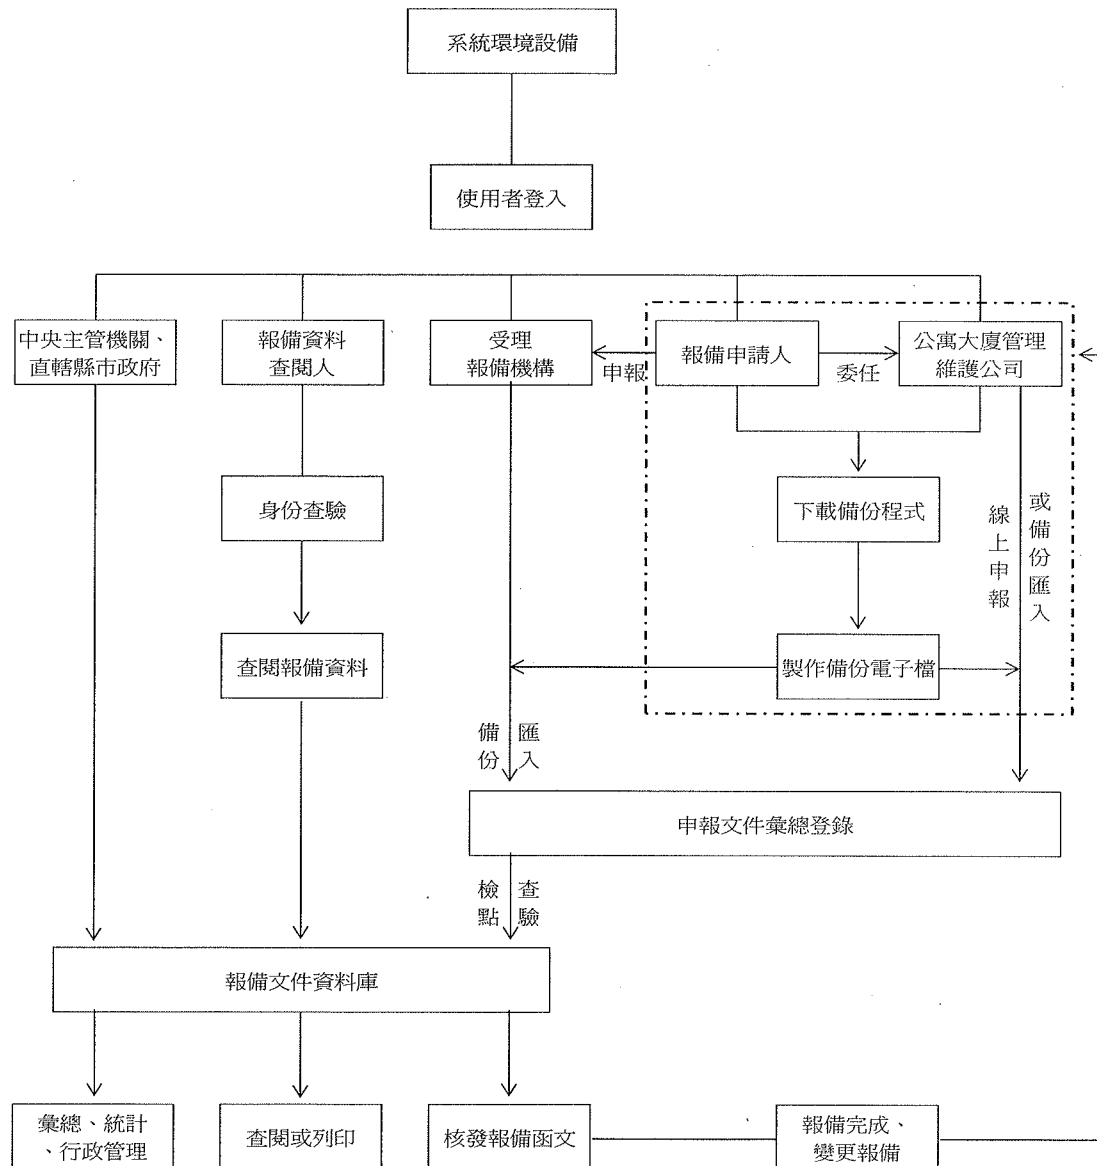 系統環境設備
使用者登入
中央主管機關、
直轄縣市政府
報備資料
查閱人
受理
報備機構
申報
報備申請人
委任
公寓大廈管理
維護公司
身份查驗
下載備份程式
線上申報
或備份匯入
查閱報備資料
製作備份電子檔
備份
匯入
申報文件彙總登錄
檢點
查驗
報備文件資料庫
彙總、統計
、行政管理
查閱或列印
核發報備函文
報備完成、
變更報備